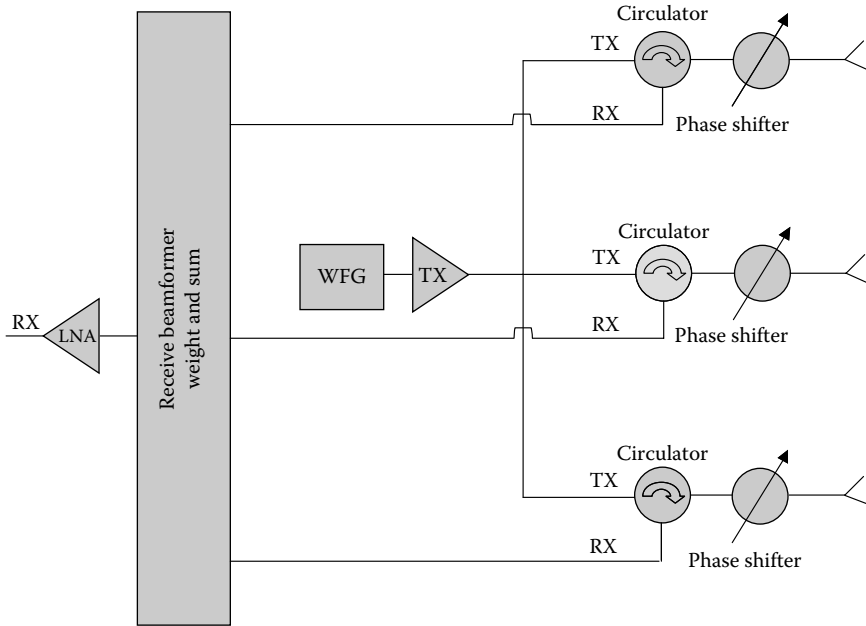 Circulator
TX
RX
Phase shifter
Receive beamformer
weight and sum
WFG
TX
Circulator
TX
RX
Phase shifter
RX
LNA
Circulator
TX
RX
Phase shifter